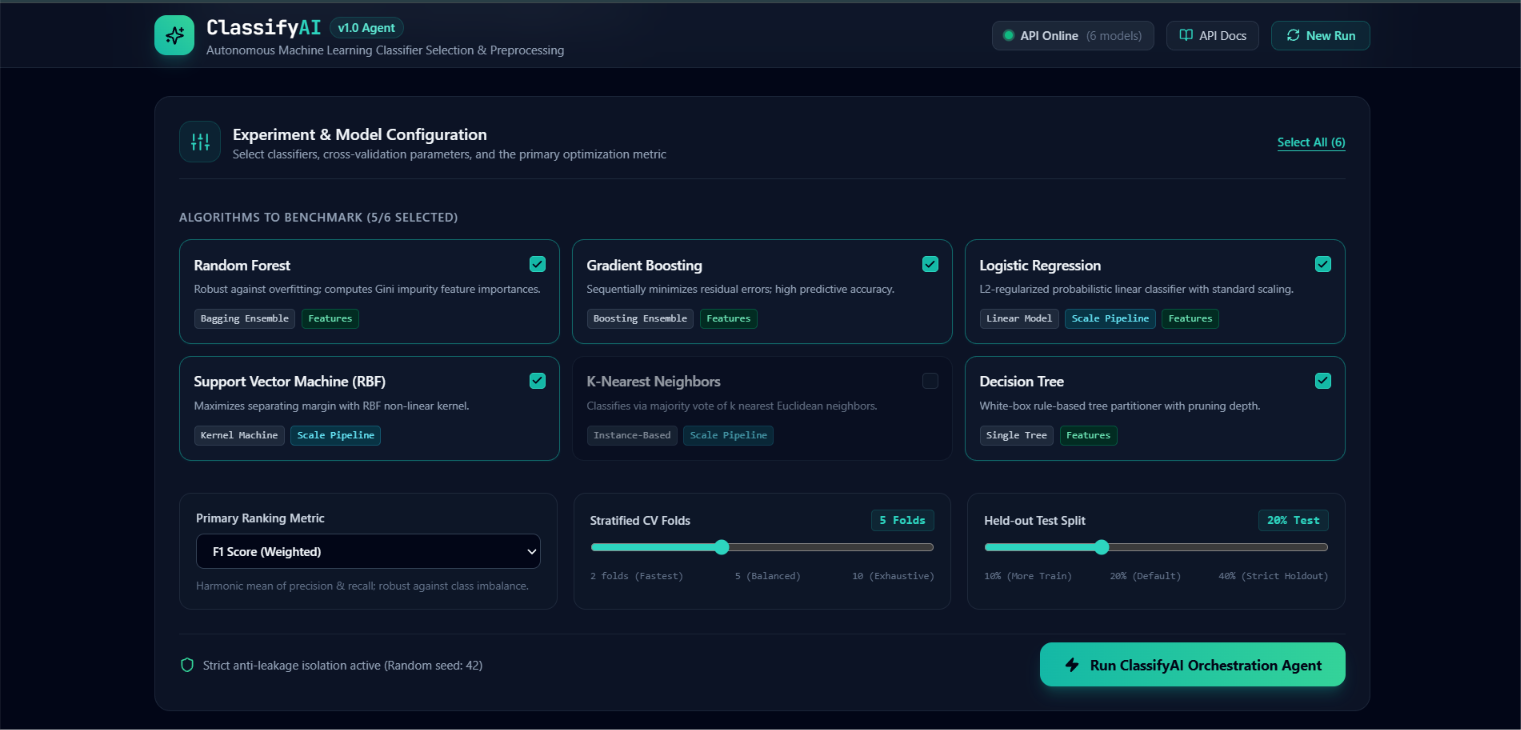 ClassifyAI v1.0 Agent
Autonomous Machine Learning Classifier Selection & Preprocessing
API Online (6 models)
API Docs
New Run
Experiment & Model Configuration
Select classifiers, cross-validation parameters, and the primary optimization metric
Select All (6)
ALGORITHMS TO BENCHMARK (5/6 SELECTED)
Random Forest
Robust against overfitting; computes Gini impurity feature importances.
Bagging Ensemble Features
Gradient Boosting
Sequentially minimizes residual errors; high predictive accuracy.
Boosting Ensemble Features
Logistic Regression
L2-regularized probabilistic linear classifier with standard scaling.
Linear Model Scale Pipeline Features
Support Vector Machine (RBF)
Maximizes separating margin with RBF non-linear kernel.
Kernel Machine Scale Pipeline
K-Nearest Neighbors
Classifies via majority vote of k nearest Euclidean neighbors.
Instance-Based Scale Pipeline
Decision Tree
White-box rule-based tree partitioner with pruning depth.
Single Tree Features
Primary Ranking Metric
F1 Score (Weighted)
Harmonic mean of precision & recall; robust against class imbalance.
Stratified CV Folds 5 Folds
2 folds (Fastest) 5 (Balanced) 10 (Exhaustive)
Held-out Test Split 20% Test
10% (More Train) 20% (Default) 40% (Strict Holdout)
Strict anti-leakage isolation active (Random seed: 42)
Run ClassifyAI Orchestration Agent